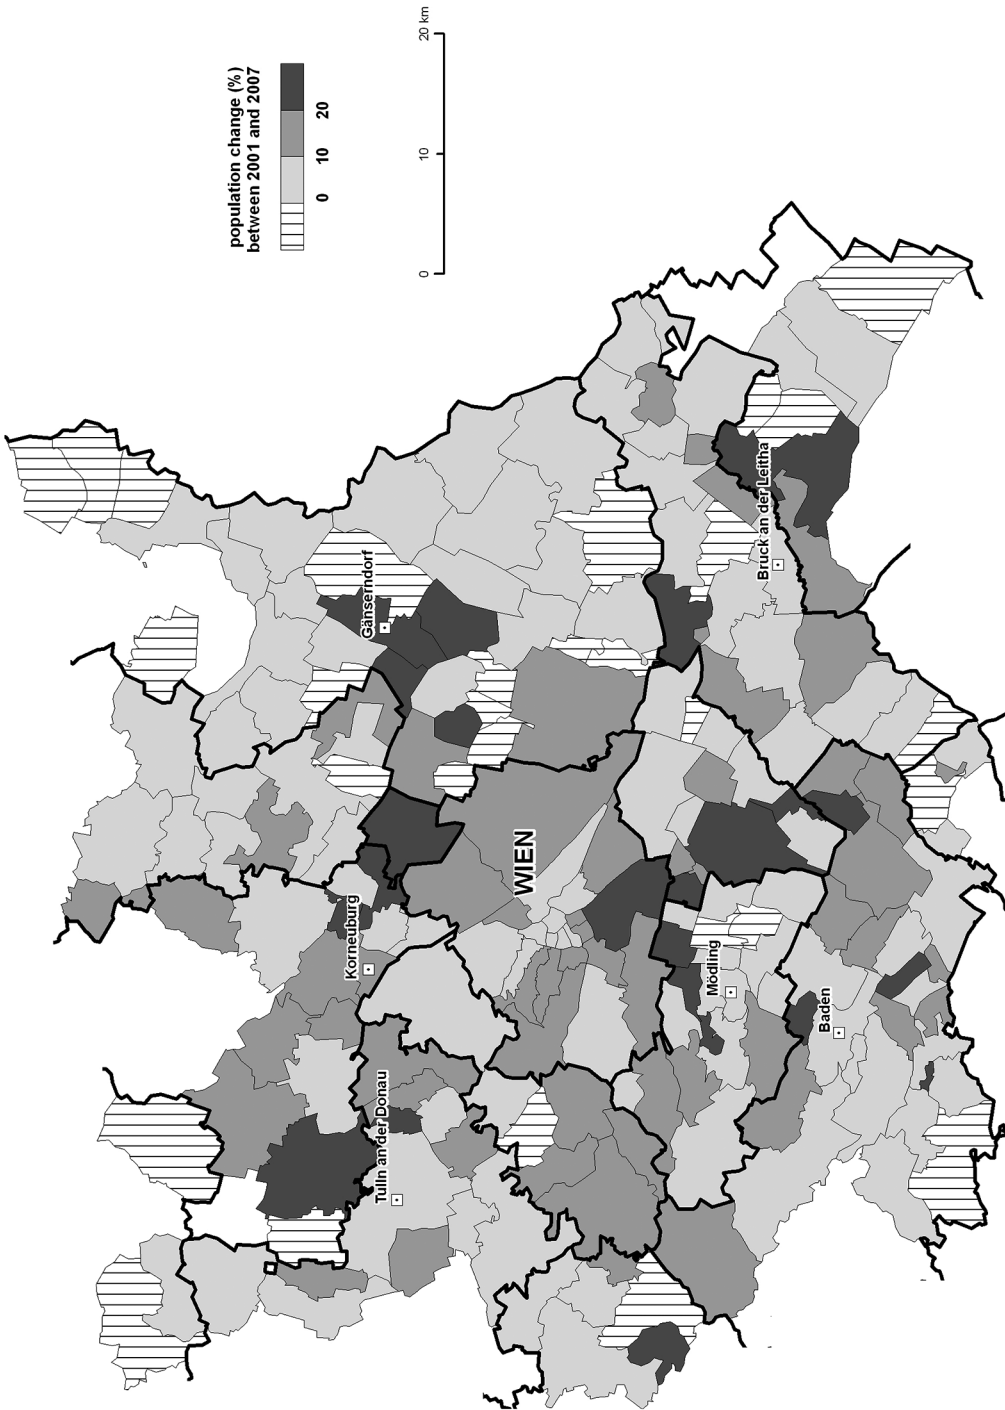 population change (%)
between 2001 and 2007
0
10
20
0
10
20 km
Gänserndorf
Bruck an der Leitha
WIEN
Korneuburg
Mödling
Baden
Tulln an der Donau